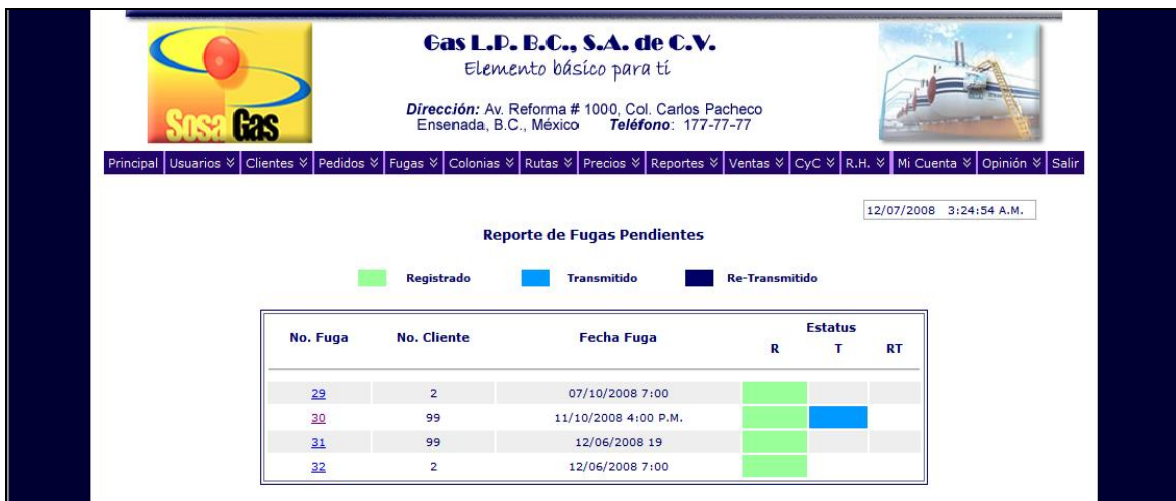 Gas L.P. B.C., S.A. de C.V.
Elemento básico para tí
Dirección: Av. Reforma # 1000, Col. Carlos Pacheco
Ensenada, B.C., México Teléfono: 177-77-77
Sosa Gas
Principal Usuarios Clientes Pedidos Fugas Colonias Rutas Precios Reportes Ventas CyC R.H. Mi Cuenta Opinión Salir
12/07/2008 3:24:54 A.M.
Reporte de Fugas Pendientes
Registrado Transmitido Re-Transmitido
No. Fuga No. Cliente Fecha Fuga Estatus
R T RT
29 2 07/10/2008 7:00
30 99 11/10/2008 4:00 P.M.
31 99 12/06/2008 19
32 2 12/06/2008 7:00